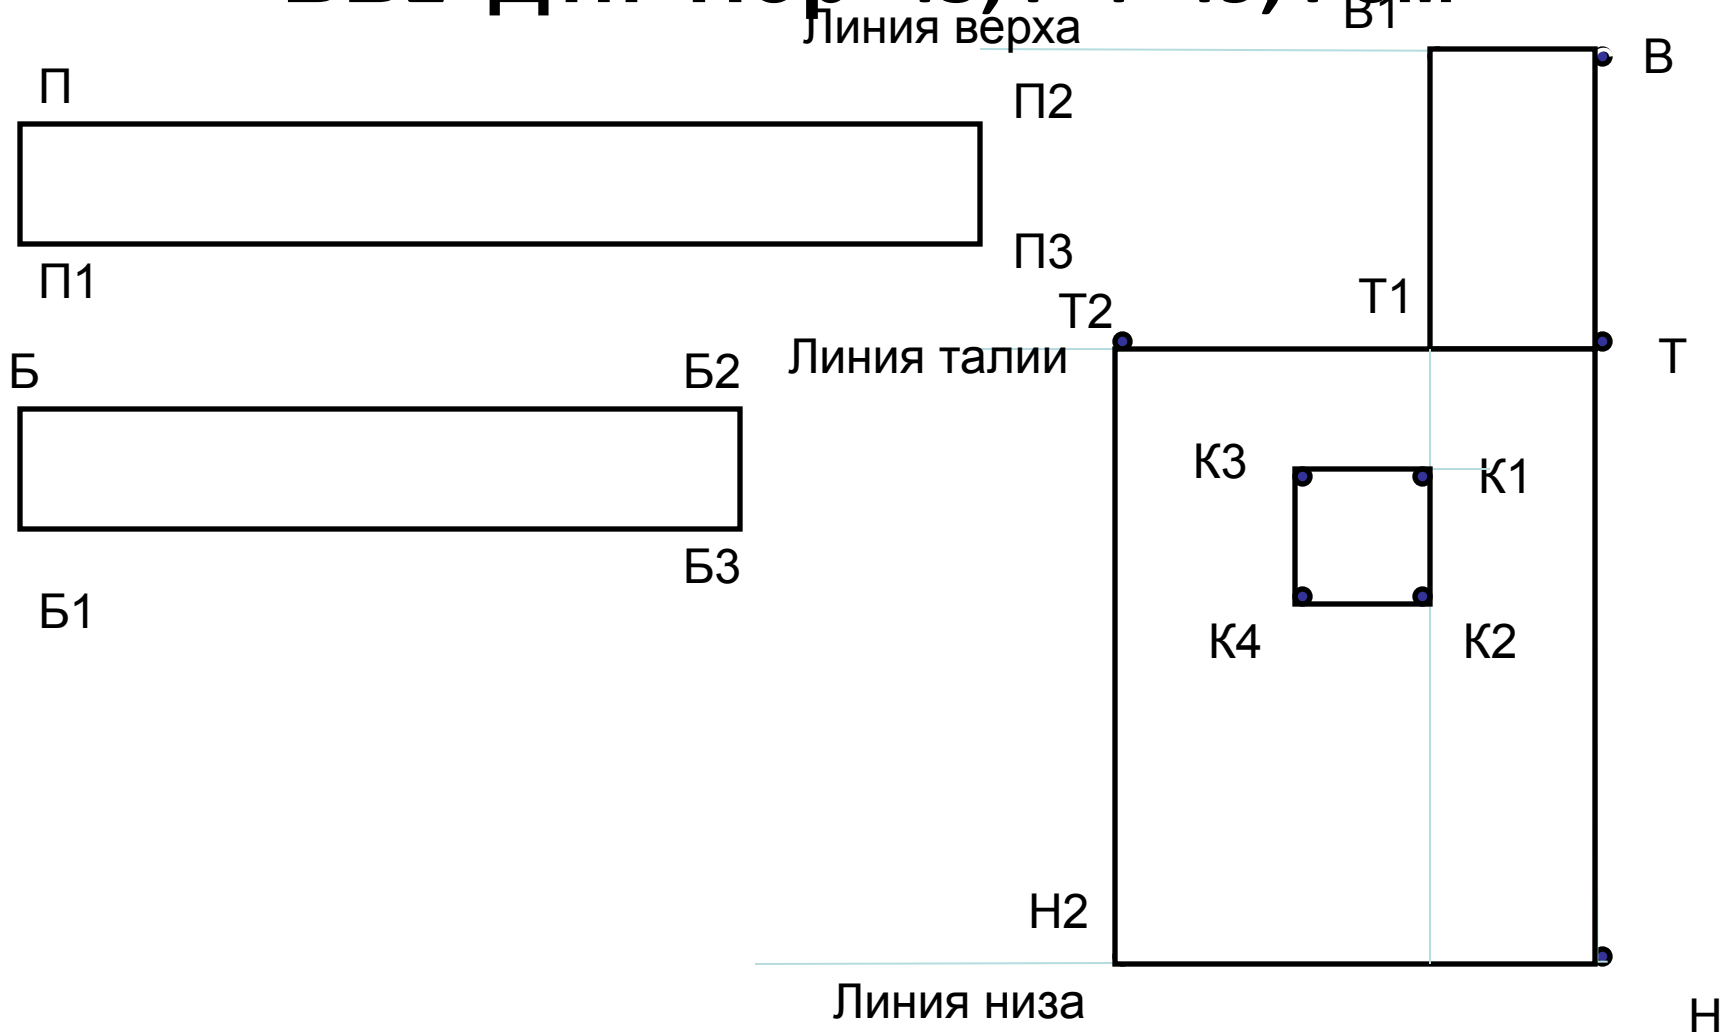 Линия верха
В1
В
П
П2
П3
П1
Т2
Т1
Линия талии
Т
Б
Б2
К3
К1
Б3
Б1
К4
К2
Н2
Линия низа
Н